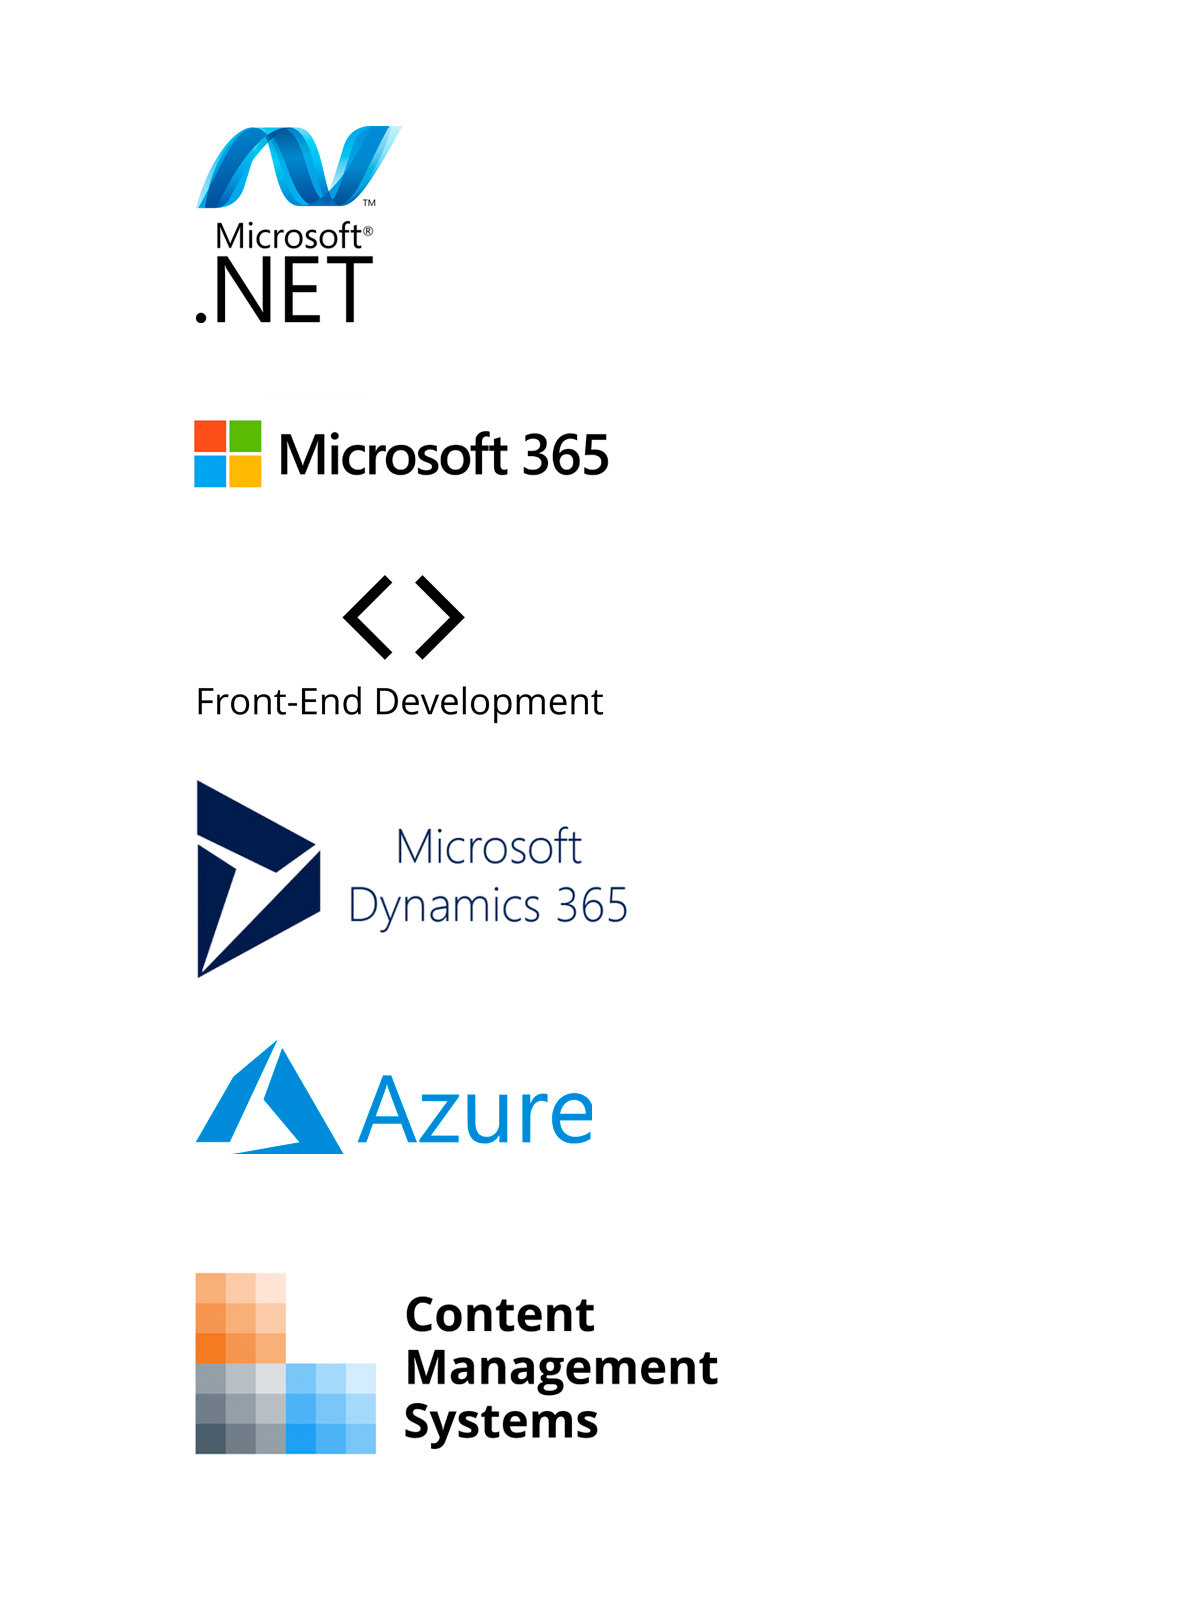 ™
Microsoft®
.NET
Microsoft 365
Front-End Development
Microsoft
Dynamics 365
Azure
Content
Management
Systems